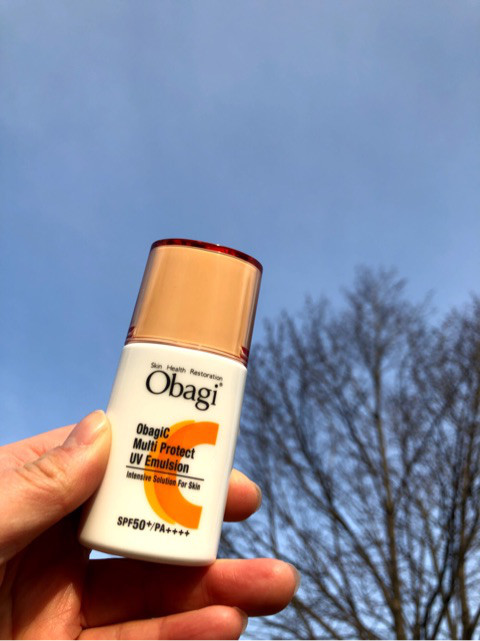 Skin Health Restoration
Obagi®
ObagiC
Multi Protect
UV Emulsion
Intensive Solution For Skin
SPF50+/PA++++